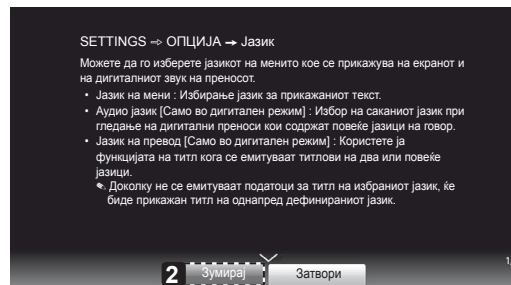 SETTINGS ⇨ ОПЦИЈА → Јазик
Можете да го изберете јазикот на менито кое се прикажува на екранот и
на дигиталниот звук на преносот.
• Јазик на мени : Избирање јазик за прикажаниот текст.
• Аудио јазик [Само во дигитален режим] : Избор на саканиот јазик при
гледање на дигитални преноси кои содржат повеќе јазици на говор.
• Јазик на превод [Само во дигитален режим] : Користете ја
функцијата на титл кога се емитуваат титлови на два или повеќе
јазици.
✎ Доколку не се емитуваат податоци за титл на избраниот јазик, ќе
биде прикажан титл на однапред дефинираниот јазик.
2 Зумирај Затвори